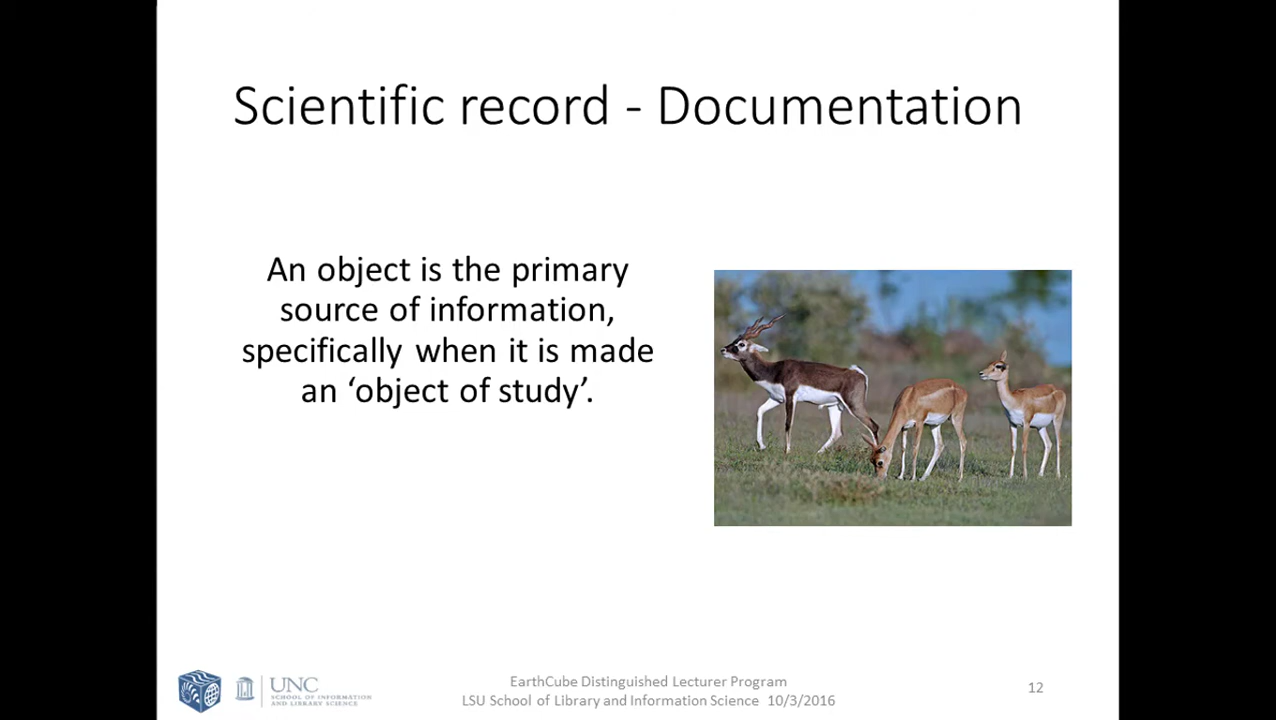 Scientific record - Documentation
An object is the primary
source of information,
specifically when it is made
an ‘object of study’.
UNC
SCHOOL OF INFORMATION
AND LIBRARY SCIENCE
EarthCube Distinguished Lecturer Program
LSU School of Library and Information Science 10/3/2016
12